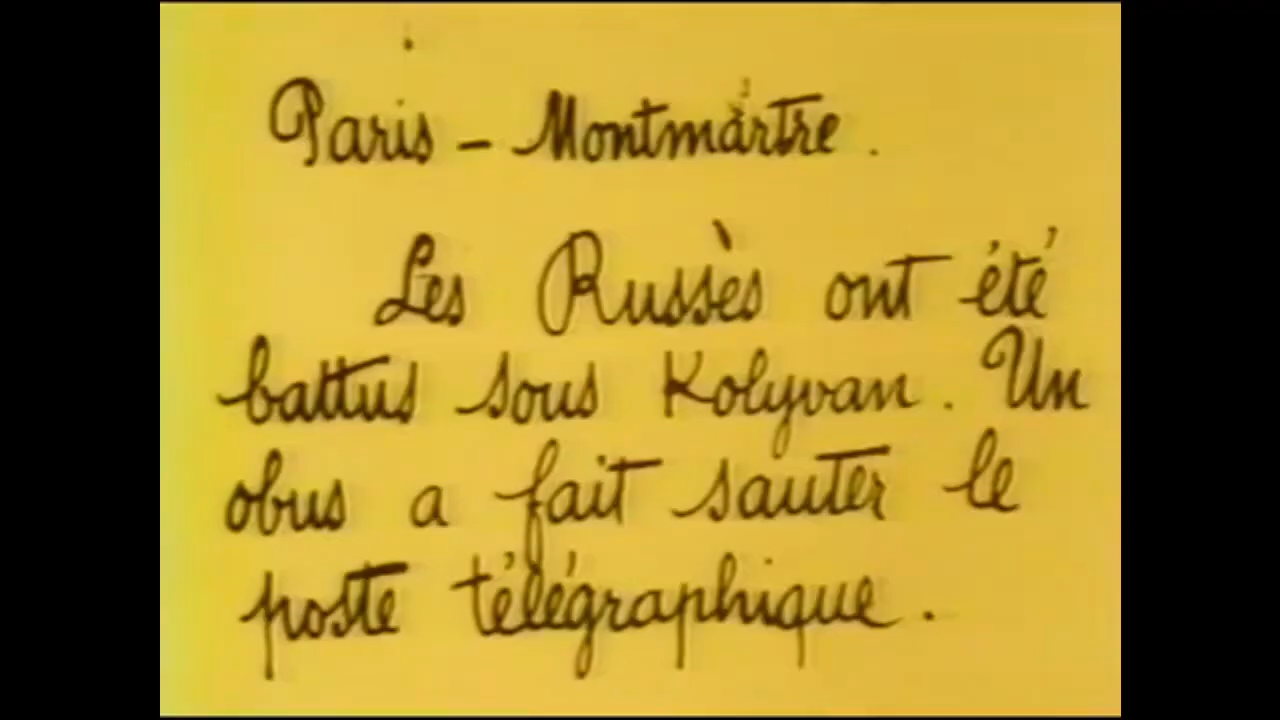 Paris - Montmartre.
Les Russes ont été
battus sous Kolyvan. Un
obus a fait sauter le
poste télégraphique.